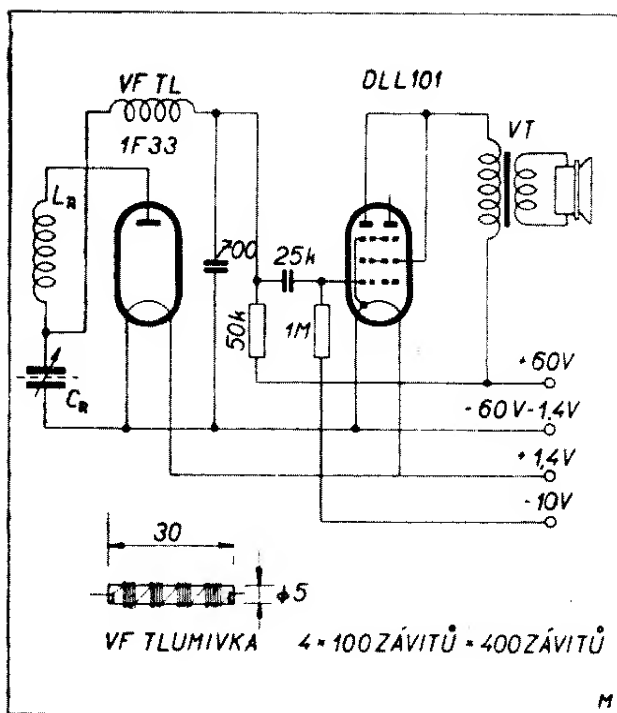 VF TL
DLL101
1F33
VT
L_R
100
25k
50k
1M
+60V
C_R
-60V-1,4V
+1,4V
-10V
30
φ5
VF TLUMIVKA 4×100 ZÁVITŮ = 400 ZÁVITŮ
M